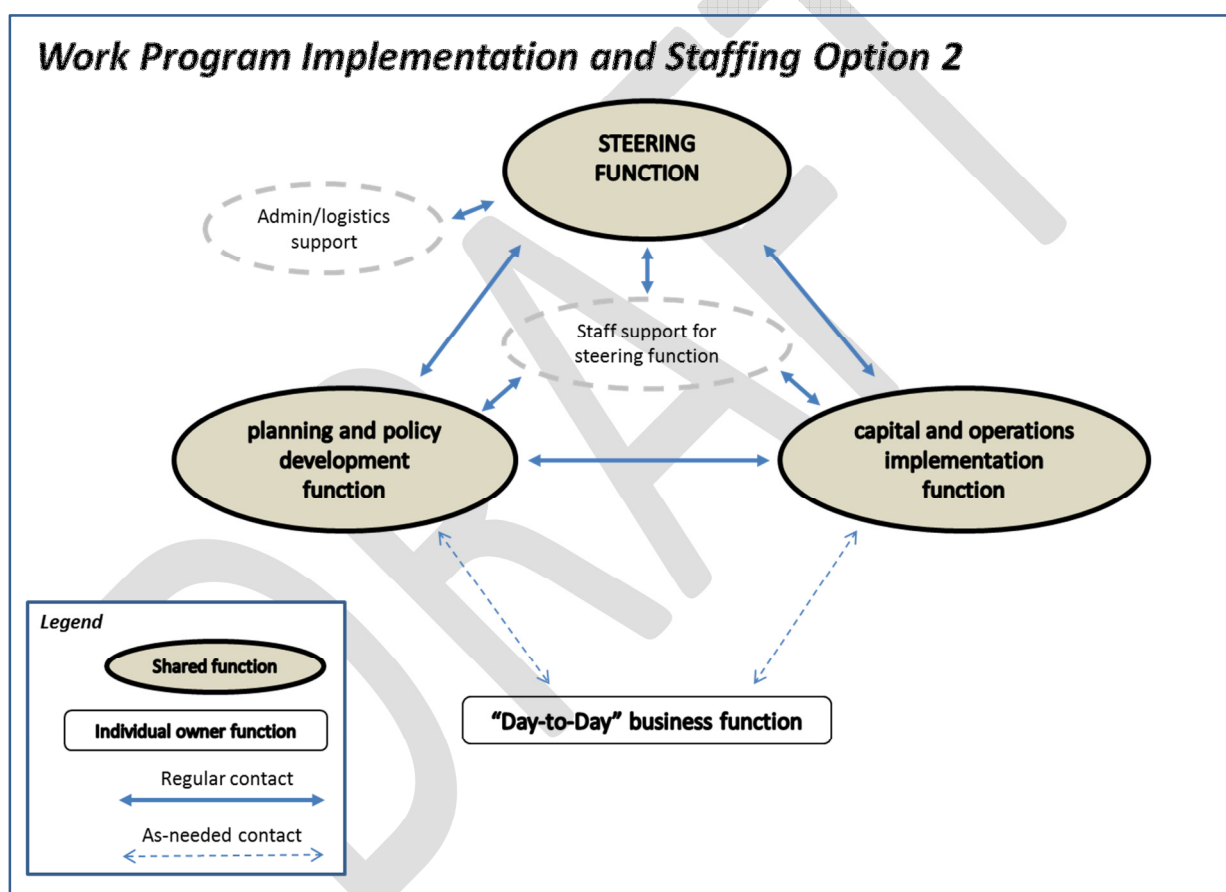 Work Program Implementation and Staffing Option 2
STEERING
FUNCTION
Admin/logistics
support
Staff support for
steering function
planning and policy
development
function
capital and operations
implementation
function
"Day-to-Day" business function
Legend
Shared function
Individual owner function
Regular contact
As-needed contact
DRAFT